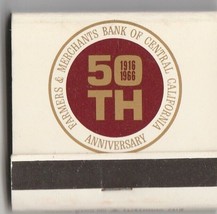 FARMERS & MERCHANTS BANK OF CENTRAL CALIFORNIA
50
1916
1966
TH
ANNIVERSARY